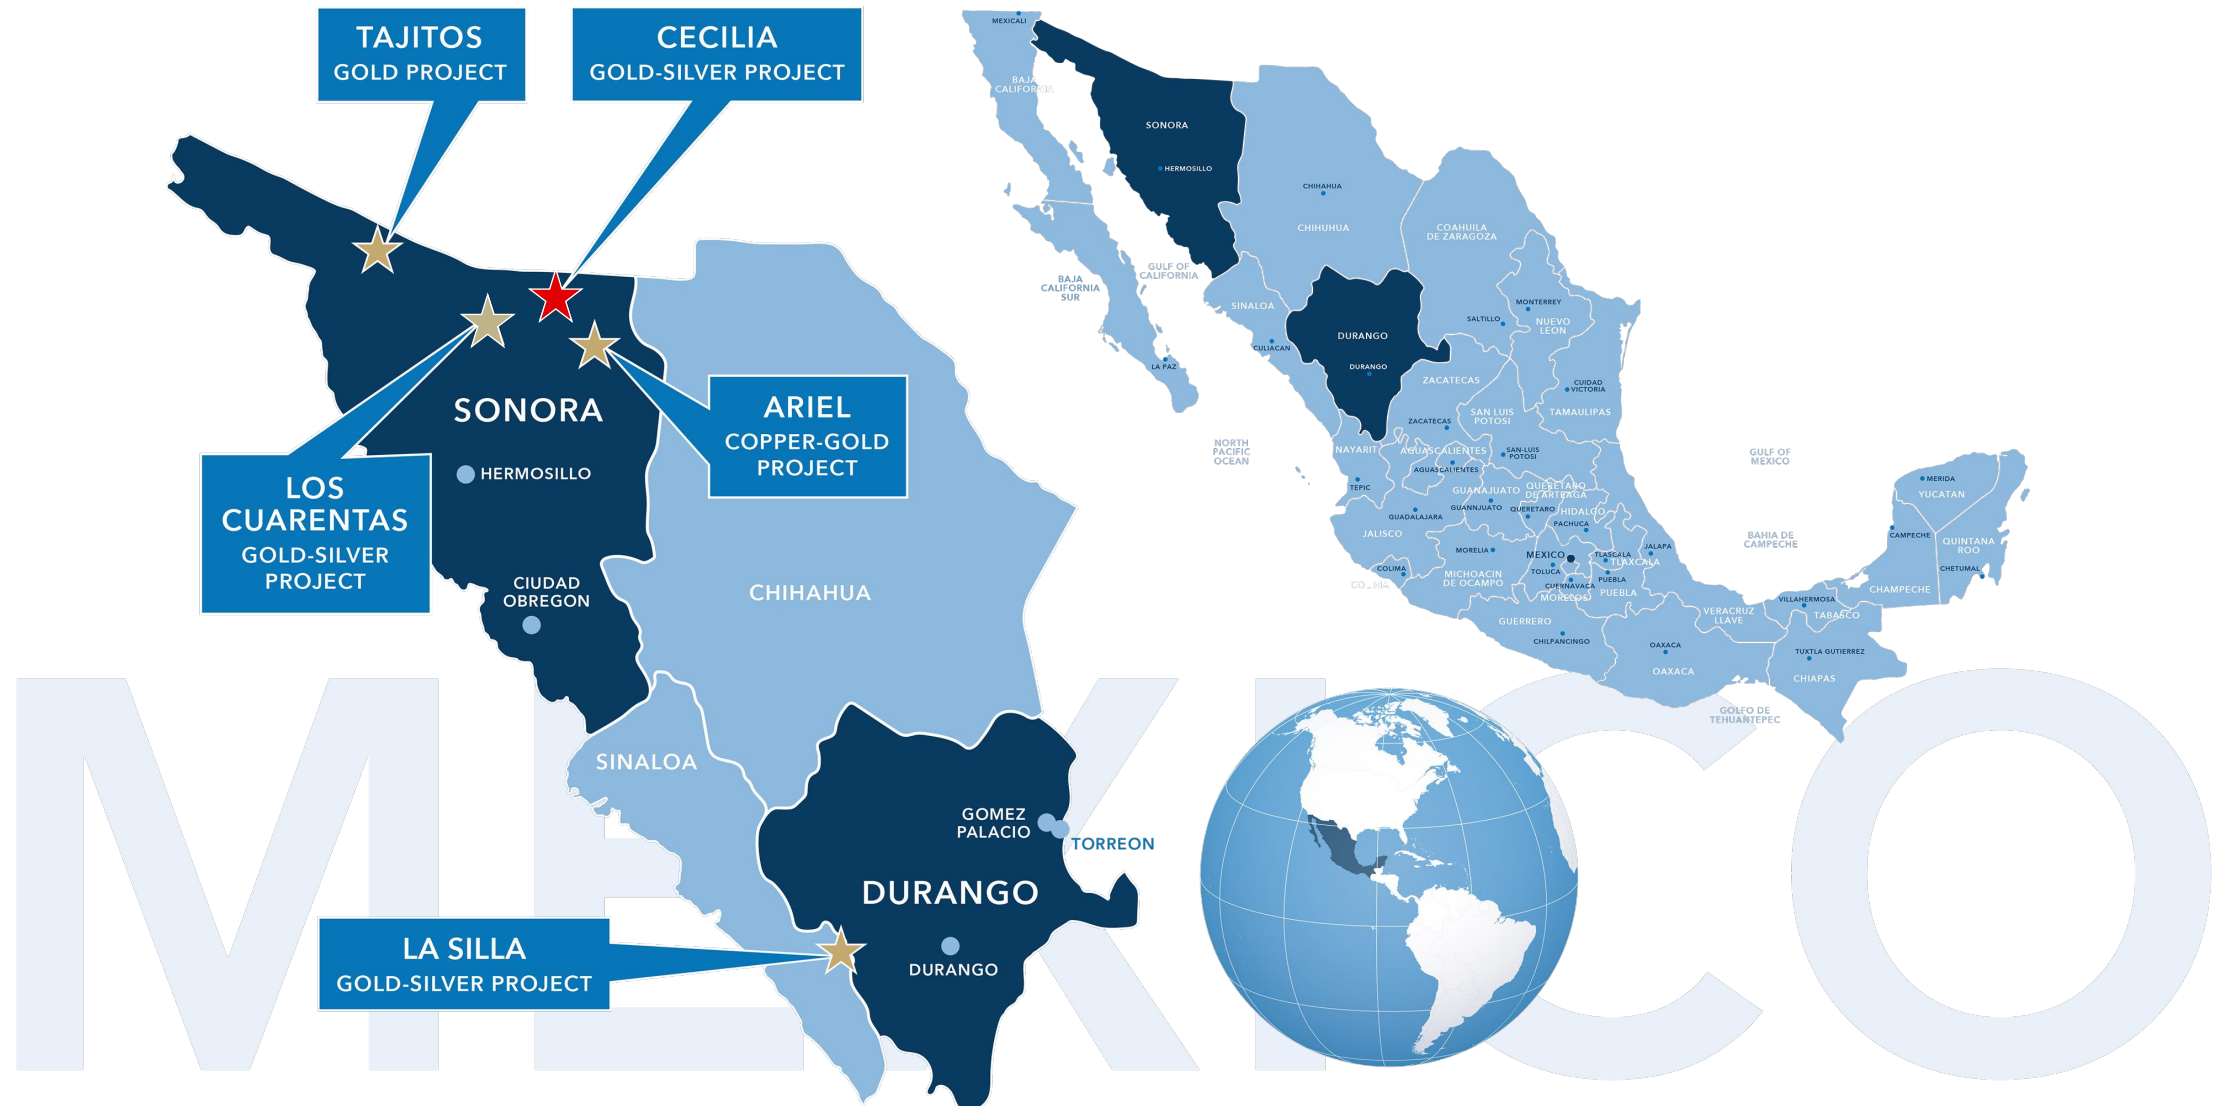 TAJITOS
GOLD PROJECT
CECILIA
GOLD-SILVER PROJECT
SONORA
HERMOSILLO
ARIEL
COPPER-GOLD
PROJECT
LOS
CUARENTAS
GOLD-SILVER
PROJECT
CIUDAD
OBREGON
CHIHAHUA
SINALOA
GOMEZ
PALACIO
TORREON
DURANGO
DURANGO
LA SILLA
GOLD-SILVER PROJECT
MEXICO
MEXICALI
BAJA
CALIFORNIA
SONORA
HERMOSILLO
CHIHAHUA
CHIHUHUA
COAHUILA
DE ZARAGOZA
GULF OF
CALIFORNIA
BAJA
CALIFORNIA
SUR
SINALOA
CULIACAN
LA PAZ
DURANGO
DURANGO
MONTERREY
SALTILLO
NUEVO
LEON
ZACATECAS
CUIDAD
VICTORIA
SAN LUIS
POTOSI
TAMAULIPAS
ZACATECAS
NORTH
PACIFIC
OCEAN
NAYARIT
AGUASCALIENTES
SAN-LUIS
POTOSI
AGUASCALIENTES
GULF OF
MEXICO
TEPIC
GUANAJUATO
QUERETARO
DE ARTEAGA
GUANNJUATO
QUERETARO
HIDALGO
GUADALAJARA
PACHUCA
JALISCO
MORELIA
MEXICO
TLASCALA
JALAPA
TLAXCALA
COLIMA
COLIMA
MICHOACIN
DE OCAMPO
TOLUCA
CUERNAVACA
PUEBLA
MORELOS
PUEBLA
GUERRERO
CHILPANCINGO
OAXACA
OAXACA
VERACRUZ
LLAVE
BAHIA DE
CAMPECHE
MERIDA
YUCATAN
CAMPECHE
QUINTANA
ROO
CHETUMAL
CHAMPECHE
VILLAHERMOSA
TABASCO
TUXTLA GUTIERREZ
CHIAPAS
GOLFO DE
TEHUANTEPEC